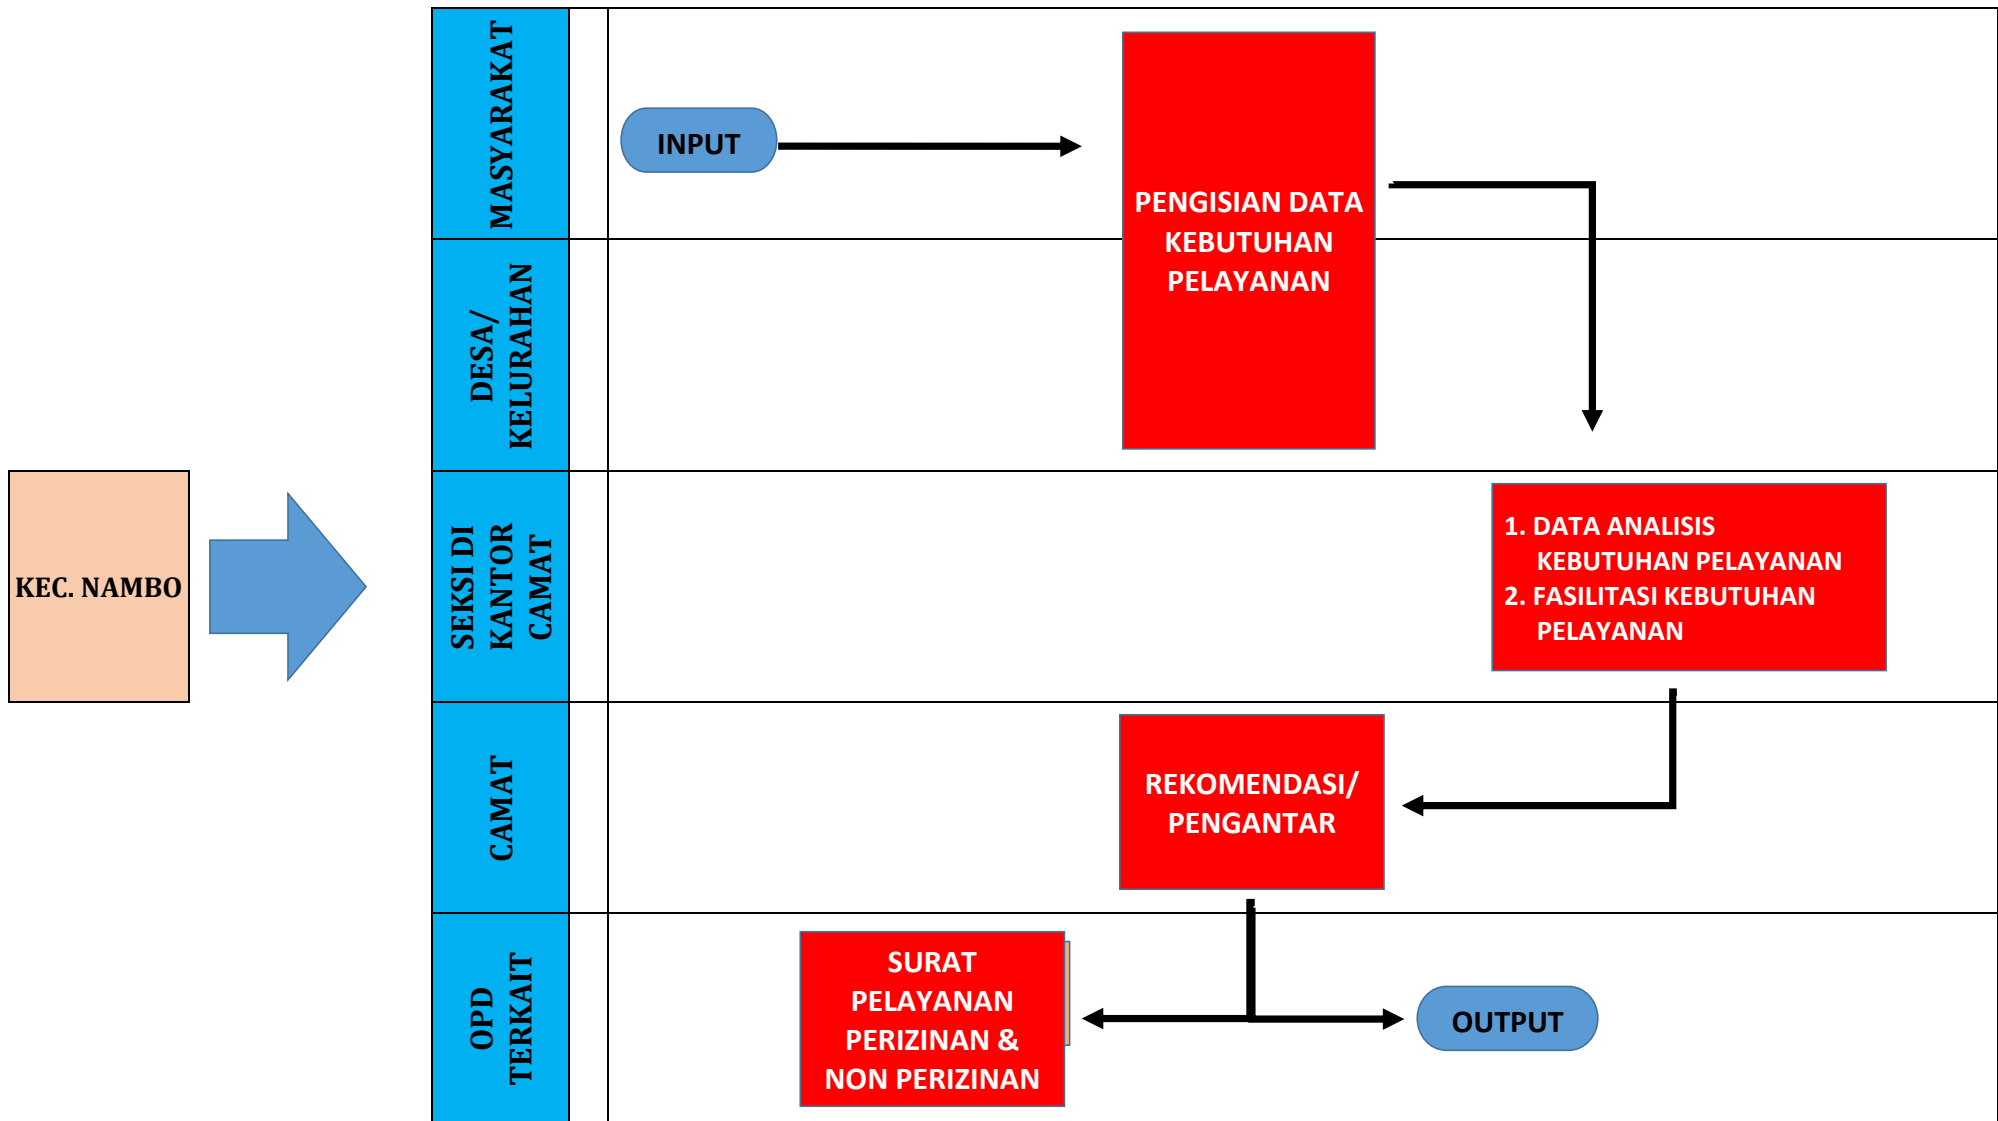 MASYARAKAT
INPUT
PENGISIAN DATA
KEBUTUHAN
PELAYANAN
DESA/
KELURAHAN
KEC. NAMBO
SEKSI DI
KANTOR
CAMAT
1. DATA ANALISIS
KEBUTUHAN PELAYANAN
2. FASILITASI KEBUTUHAN
PELAYANAN
CAMAT
REKOMENDASI/
PENGANTAR
OPD
TERKAIT
SURAT
PELAYANAN
PERIZINAN &
NON PERIZINAN
OUTPUT